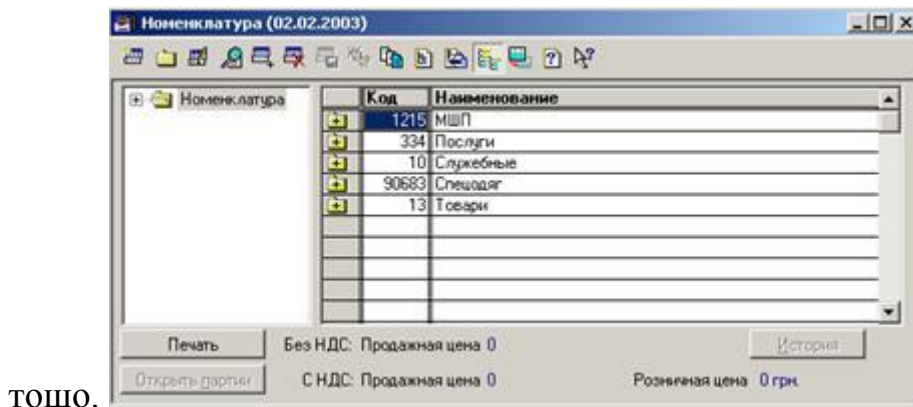 Номенклатура (02.02.2003)
Номенклатура
Код Наименование
1215 МШП
334 Послуги
10 Служебные
90683 Спецодяг
13 Товари
Печать Без НДС: Продажная цена 0 История
Открыть партии С НДС: Продажная цена 0 Розничная цена 0 грн.
тощо.